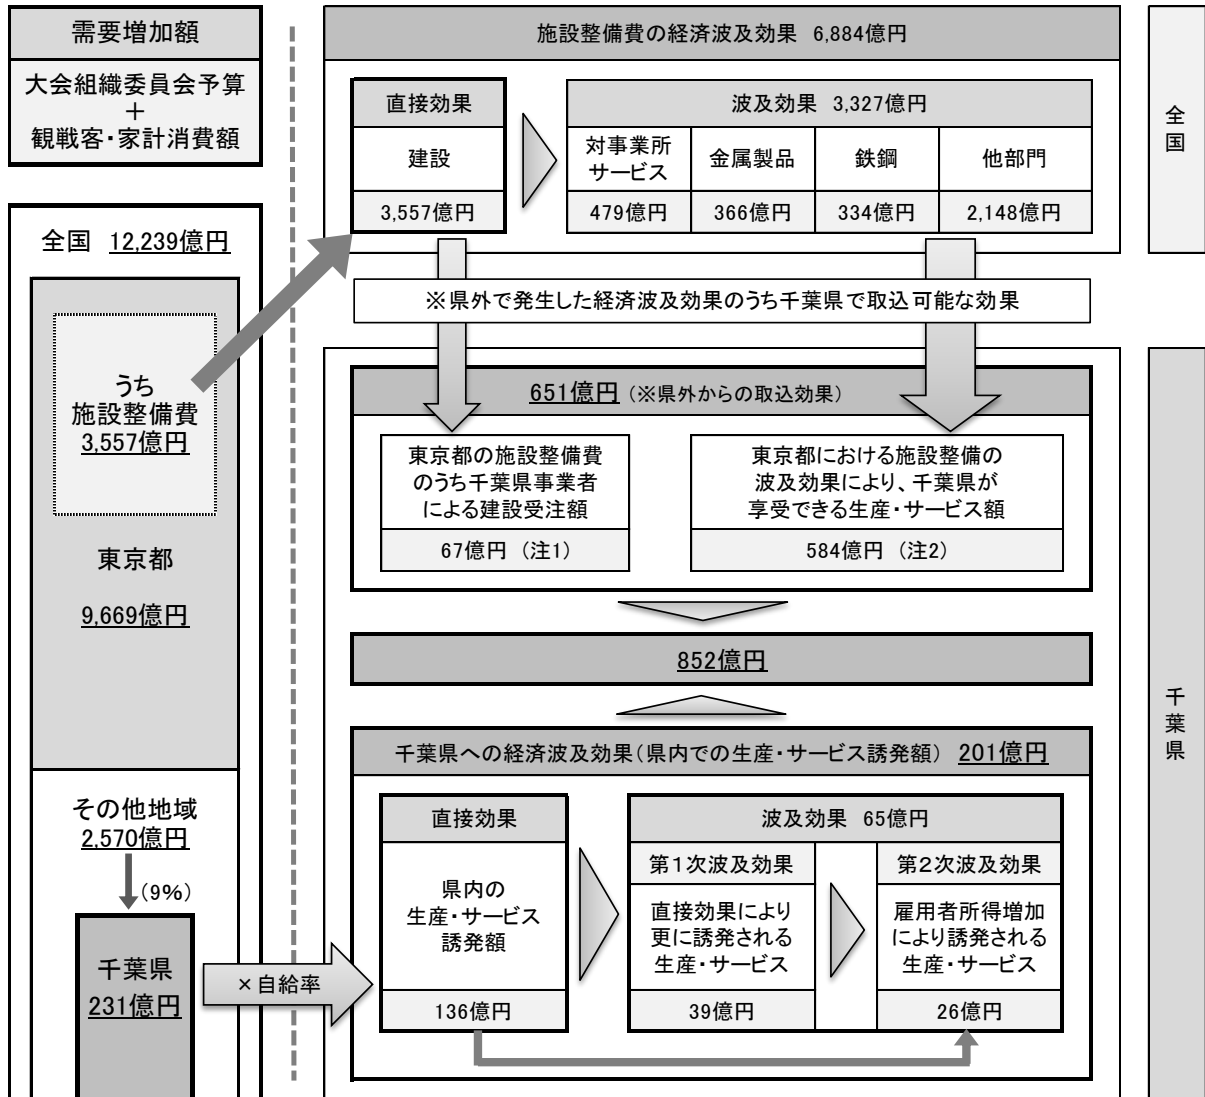 需要増加額
大会組織委員会予算
＋
観戦客・家計消費額
全国 12,239億円
うち
施設整備費
3,557億円
東京都
9,669億円
その他地域
2,570億円
(9%)
千葉県
231億円
×自給率
施設整備費の経済波及効果 6,884億円
直接効果
建設
3,557億円
波及効果 3,327億円
対事業所
サービス
479億円
金属製品
366億円
鉄鋼
334億円
他部門
2,148億円
全
国
※県外で発生した経済波及効果のうち千葉県で取込可能な効果
651億円（※県外からの取込効果）
東京都の施設整備費
のうち千葉県事業者
による建設受注額
67億円（注1）
東京都における施設整備の
波及効果により、千葉県が
享受できる生産・サービス額
584億円（注2）
852億円
千葉県への経済波及効果（県内での生産・サービス誘発額） 201億円
直接効果
県内の
生産・サービス
誘発額
136億円
波及効果 65億円
第1次波及効果
直接効果により
更に誘発される
生産・サービス
39億円
第2次波及効果
雇用者所得増加
により誘発される
生産・サービス
26億円
千
葉
県